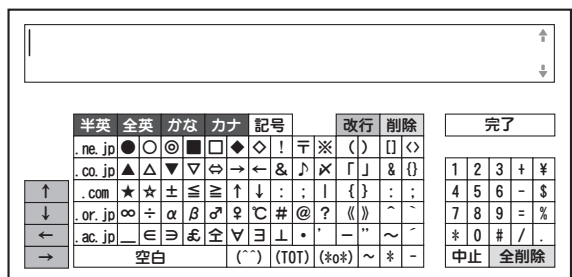 半英 全英 かな カナ 記号 改行 削除 完了
.ne.jp ● ○ ◎ ■ □ ◆ ◇ ! 〒 ※ ( ) [] <>
.co.jp ▲ △ ▼ ▽ ⇔ → ← & ♪ 〆 「 」 & {} 1 2 3 + ¥
↑ .com ★ ☆ ± ≦ ≧ ↑ ↓ : ; | { } : ; 4 5 6 - $
↓ .or.jp ∞ ÷ α β ♂ ♀ ℃ # @ ? 《 》 ^ ` 7 8 9 = %
← .ac.jp _ ∈ ∋ £ 仝 ∀ ∃ ⊥ ・ ' — ” ~ ´ * 0 # / .
→ 空白 (^^) (TOT) (*o*) ~ * - 中止 全削除